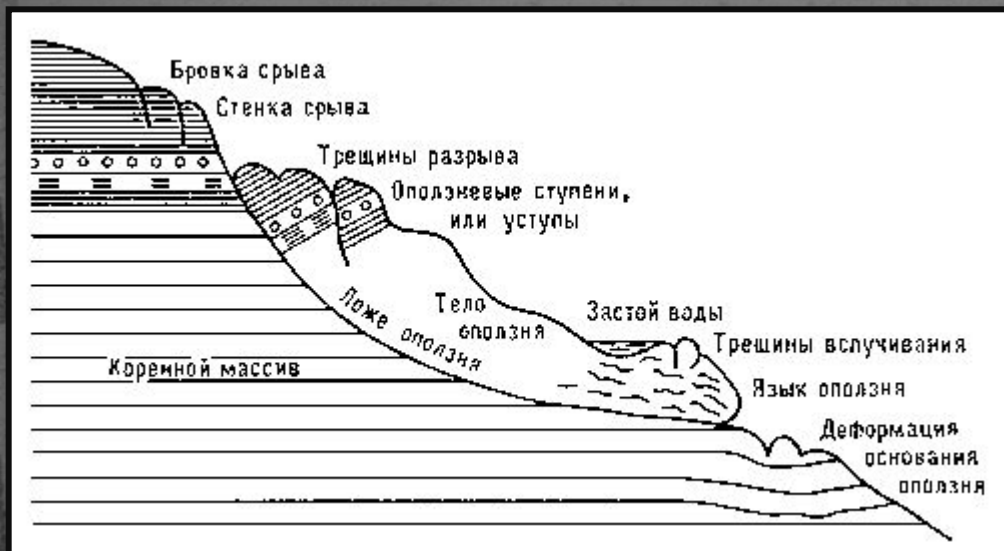 Бровка срыва
Стенка срыва
Трещины разрыва
Оползневые ступени,
или уступы
Ложе оползня
Тело
оползня
Застой воды
Трещины вспучивания
Коренной массив
Язык оползня
Деформация
основания
оползня